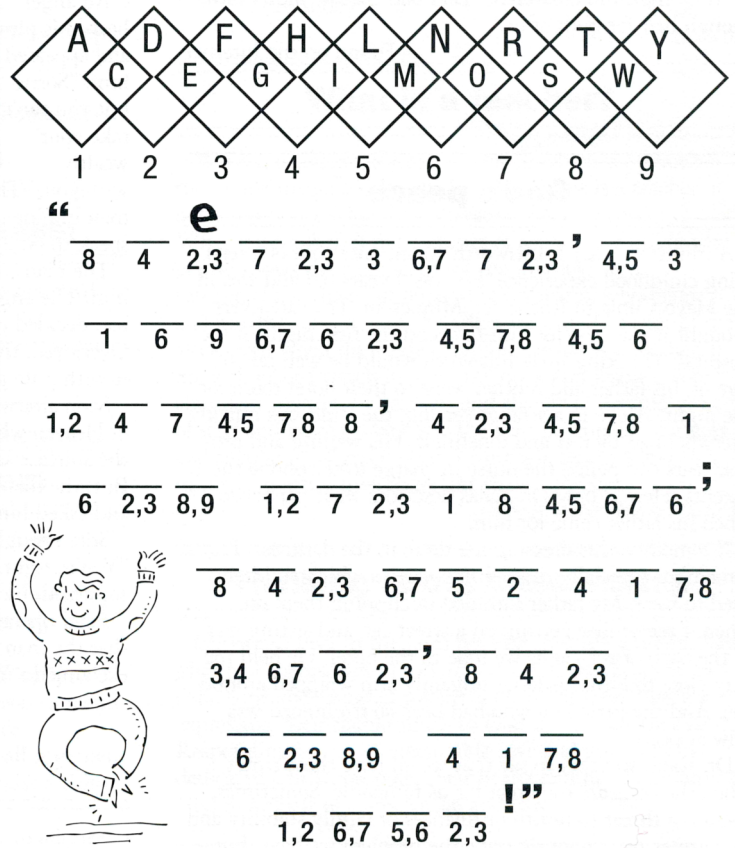 A D F H L N R T Y
C E G I M O S W
1 2 3 4 5 6 7 8 9
“ e
8 4 2,3 7 2,3 3 6,7 7 2,3 , 4,5 3
1 6 9 6,7 6 2,3 4,5 7,8 4,5 6
1,2 4 7 4,5 7,8 8 , 4 2,3 4,5 7,8 1
6 2,3 8,9 1,2 7 2,3 1 8 4,5 6,7 6 ;
8 4 2,3 6,7 5 2 4 1 7,8
3,4 6,7 6 2,3 , 8 4 2,3
6 2,3 8,9 4 1 7,8
1,2 6,7 5,6 2,3 !”